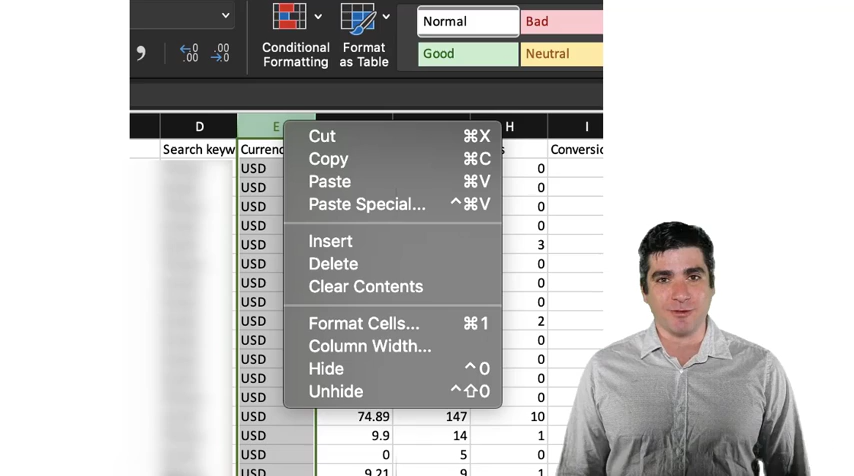 Conditional Formatting
Format as Table
Normal
Bad
Good
Neutral
,
←0 .00
.00 →0
D
E
H
I
Search keyw
Currenc
s
Conversio
USD
0
USD
0
USD
0
USD
0
USD
3
USD
0
USD
0
USD
0
USD
2
USD
0
USD
0
USD
0
USD
0
USD
74.89
147
10
USD
9.9
14
1
USD
0
5
0
USD
9.21
9
1
Cut ⌘X
Copy ⌘C
Paste ⌘V
Paste Special... ^⌘V
Insert
Delete
Clear Contents
Format Cells... ⌘1
Column Width...
Hide ^0
Unhide ^⇧0